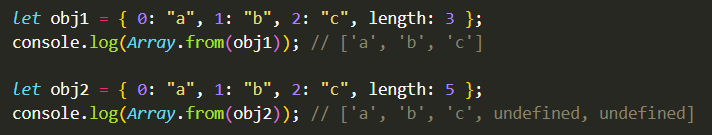 let obj1 = { 0: "a", 1: "b", 2: "c", length: 3 };
console.log(Array.from(obj1)); // ['a', 'b', 'c']
let obj2 = { 0: "a", 1: "b", 2: "c", length: 5 };
console.log(Array.from(obj2)); // ['a', 'b', 'c', undefined, undefined]